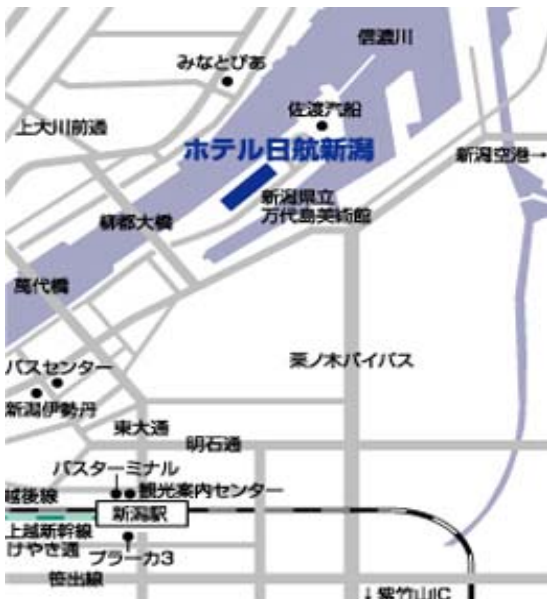 信濃川
みなとぴあ
佐渡汽船
上大川前通
ホテル日航新潟
新潟空港→
新潟県立
万代島美術館
柳都大橋
萬代橋
栗ノ木バイパス
バスセンター
新潟伊勢丹
東大通
明石通
バスターミナル
観光案内センター
越後線
新潟駅
上越新幹線
けやき通
プラーカ3
笹出線
↓紫竹山IC